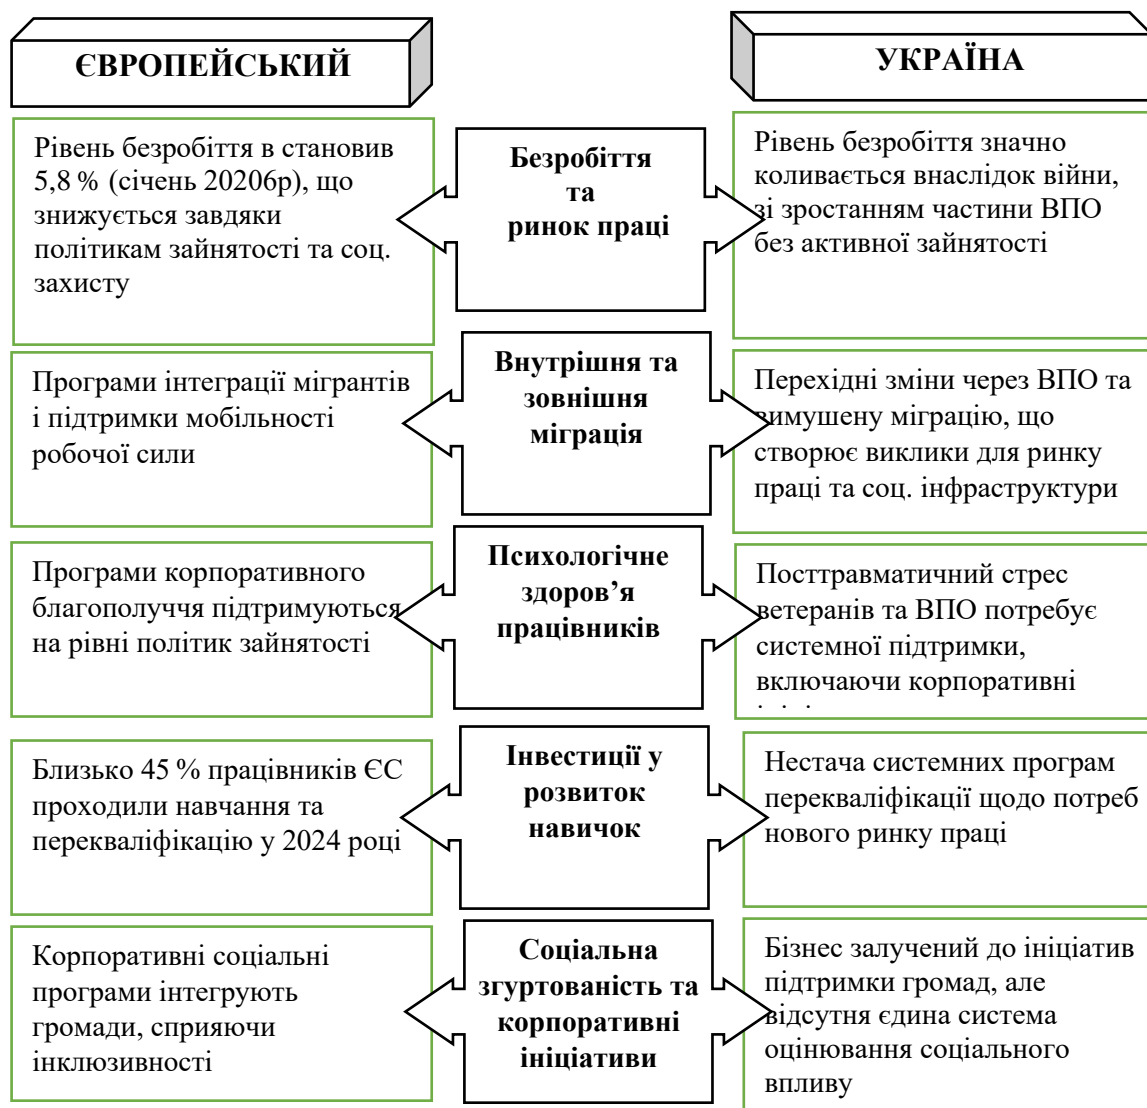 ЄВРОПЕЙСЬКИЙ
УКРАЇНА
Рівень безробіття в становив
5,8 % (січень 20206р), що
знижується завдяки
політикам зайнятості та соц.
захисту
Безробіття
та
ринок праці
Рівень безробіття значно
коливається внаслідок війни,
зі зростанням частини ВПО
без активної зайнятості
Програми інтеграції мігрантів
і підтримки мобільності
робочої сили
Внутрішня та
зовнішня
міграція
Перехідні зміни через ВПО та
вимушену міграцію, що
створює виклики для ринку
праці та соц. інфраструктури
Програми корпоративного
благополуччя підтримуються
на рівні політик зайнятості
Психологічне
здоров’я
працівників
Посттравматичний стрес
ветеранів та ВПО потребує
системної підтримки,
включаючи корпоративні
Близько 45 % працівників ЄС
проходили навчання та
перекваліфікацію у 2024 році
Інвестиції у
розвиток
навичок
Нестача системних програм
перекваліфікації щодо потреб
нового ринку праці
Корпоративні соціальні
програми інтегрують
громади, сприяючи
інклюзивності
Соціальна
згуртованість та
корпоративні
ініціативи
Бізнес залучений до ініціатив
підтримки громад, але
відсутня єдина система
оцінювання соціального
впливу